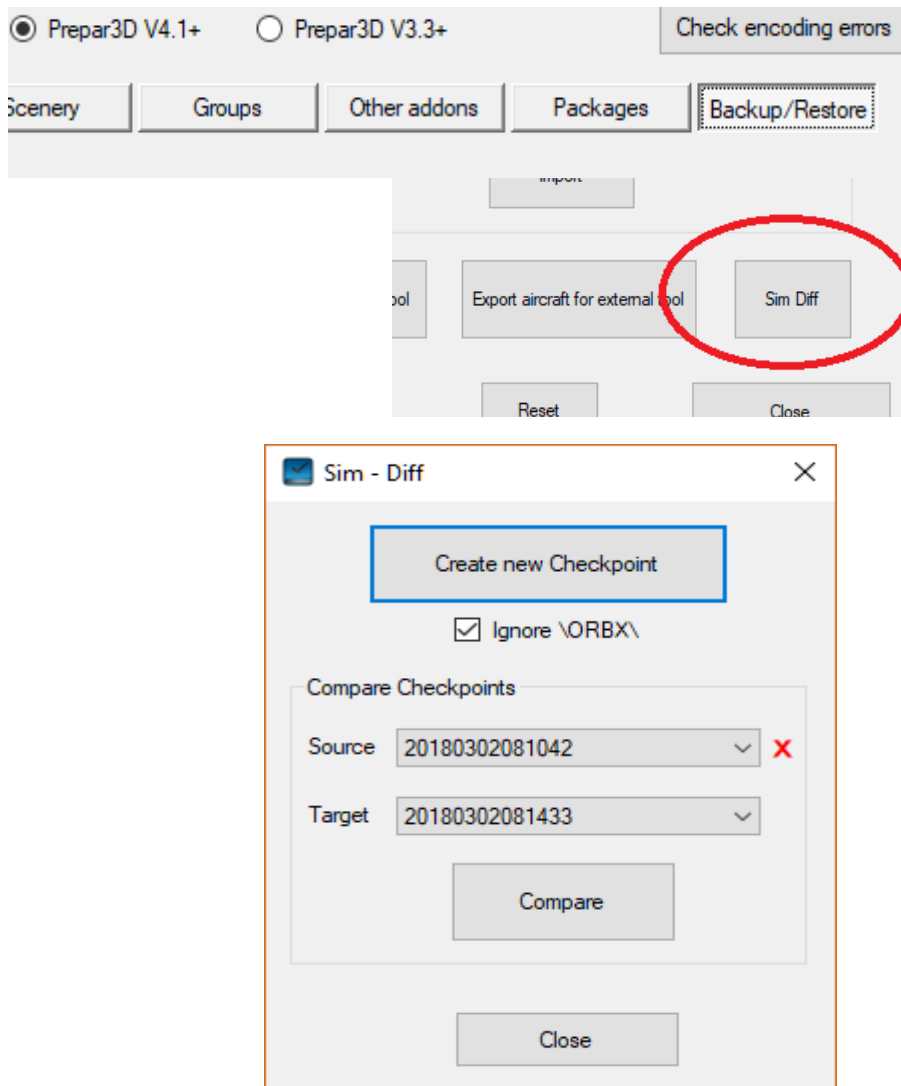 Prepar3D V4.1+ Prepar3D V3.3+ Check encoding errors
Scenery Groups Other addons Packages Backup/Restore
Import
ool Export aircraft for external tool Sim Diff
Reset Close
Sim - Diff
Create new Checkpoint
Ignore \ORBX\
Compare Checkpoints
Source 20180302081042 X
Target 20180302081433
Compare
Close